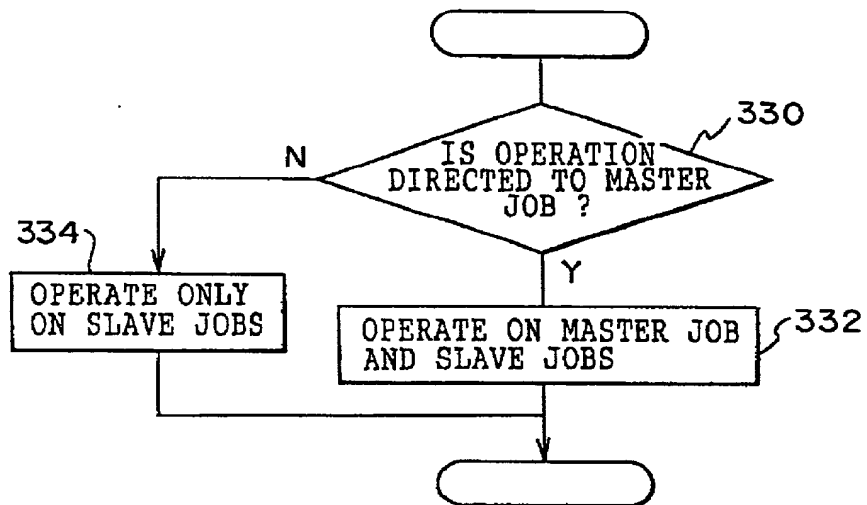 330
IS OPERATION
DIRECTED TO MASTER
JOB ?
N
Y
334
OPERATE ONLY
ON SLAVE JOBS
332
OPERATE ON MASTER JOB
AND SLAVE JOBS